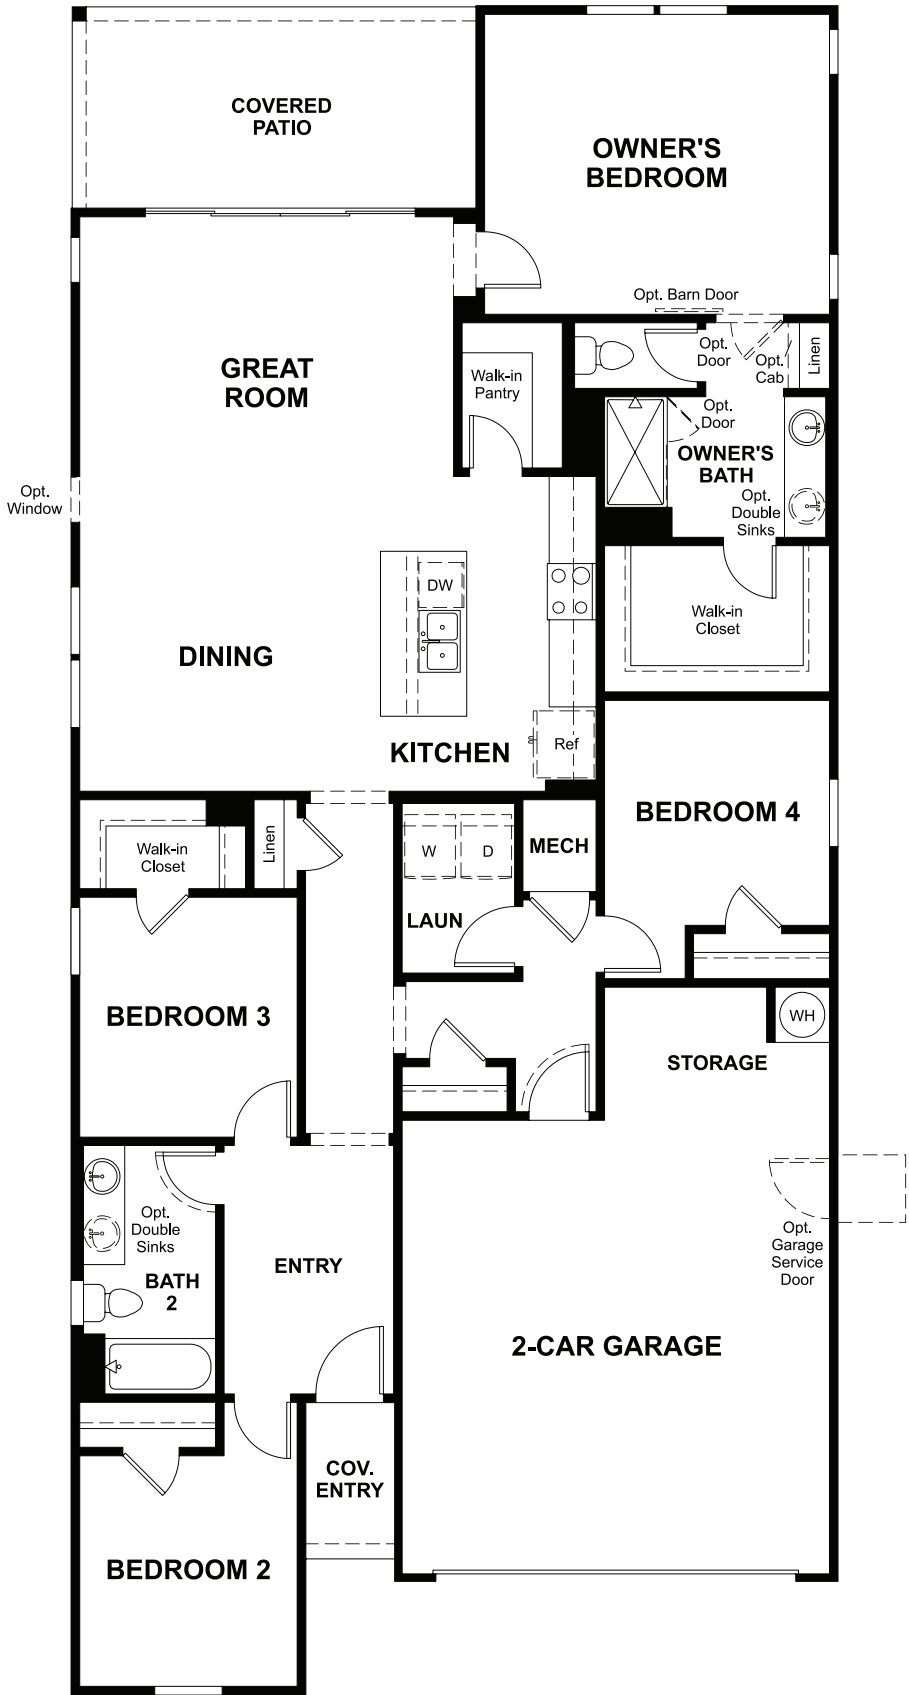 COVERED
PATIO
OWNER'S
BEDROOM
Opt. Barn Door
GREAT
ROOM
Walk-in
Pantry
Opt.
Door
Opt.
Cab
Linen
Opt.
Door
OWNER'S
BATH
Opt.
Double
Sinks
Opt.
Window
DW
Walk-in
Closet
DINING
KITCHEN
Ref
BEDROOM 4
Walk-in
Closet
Linen
W
D
MECH
LAUN
BEDROOM 3
WH
STORAGE
Opt.
Double
Sinks
BATH
2
ENTRY
Opt.
Garage
Service
Door
2-CAR GARAGE
COV.
ENTRY
BEDROOM 2